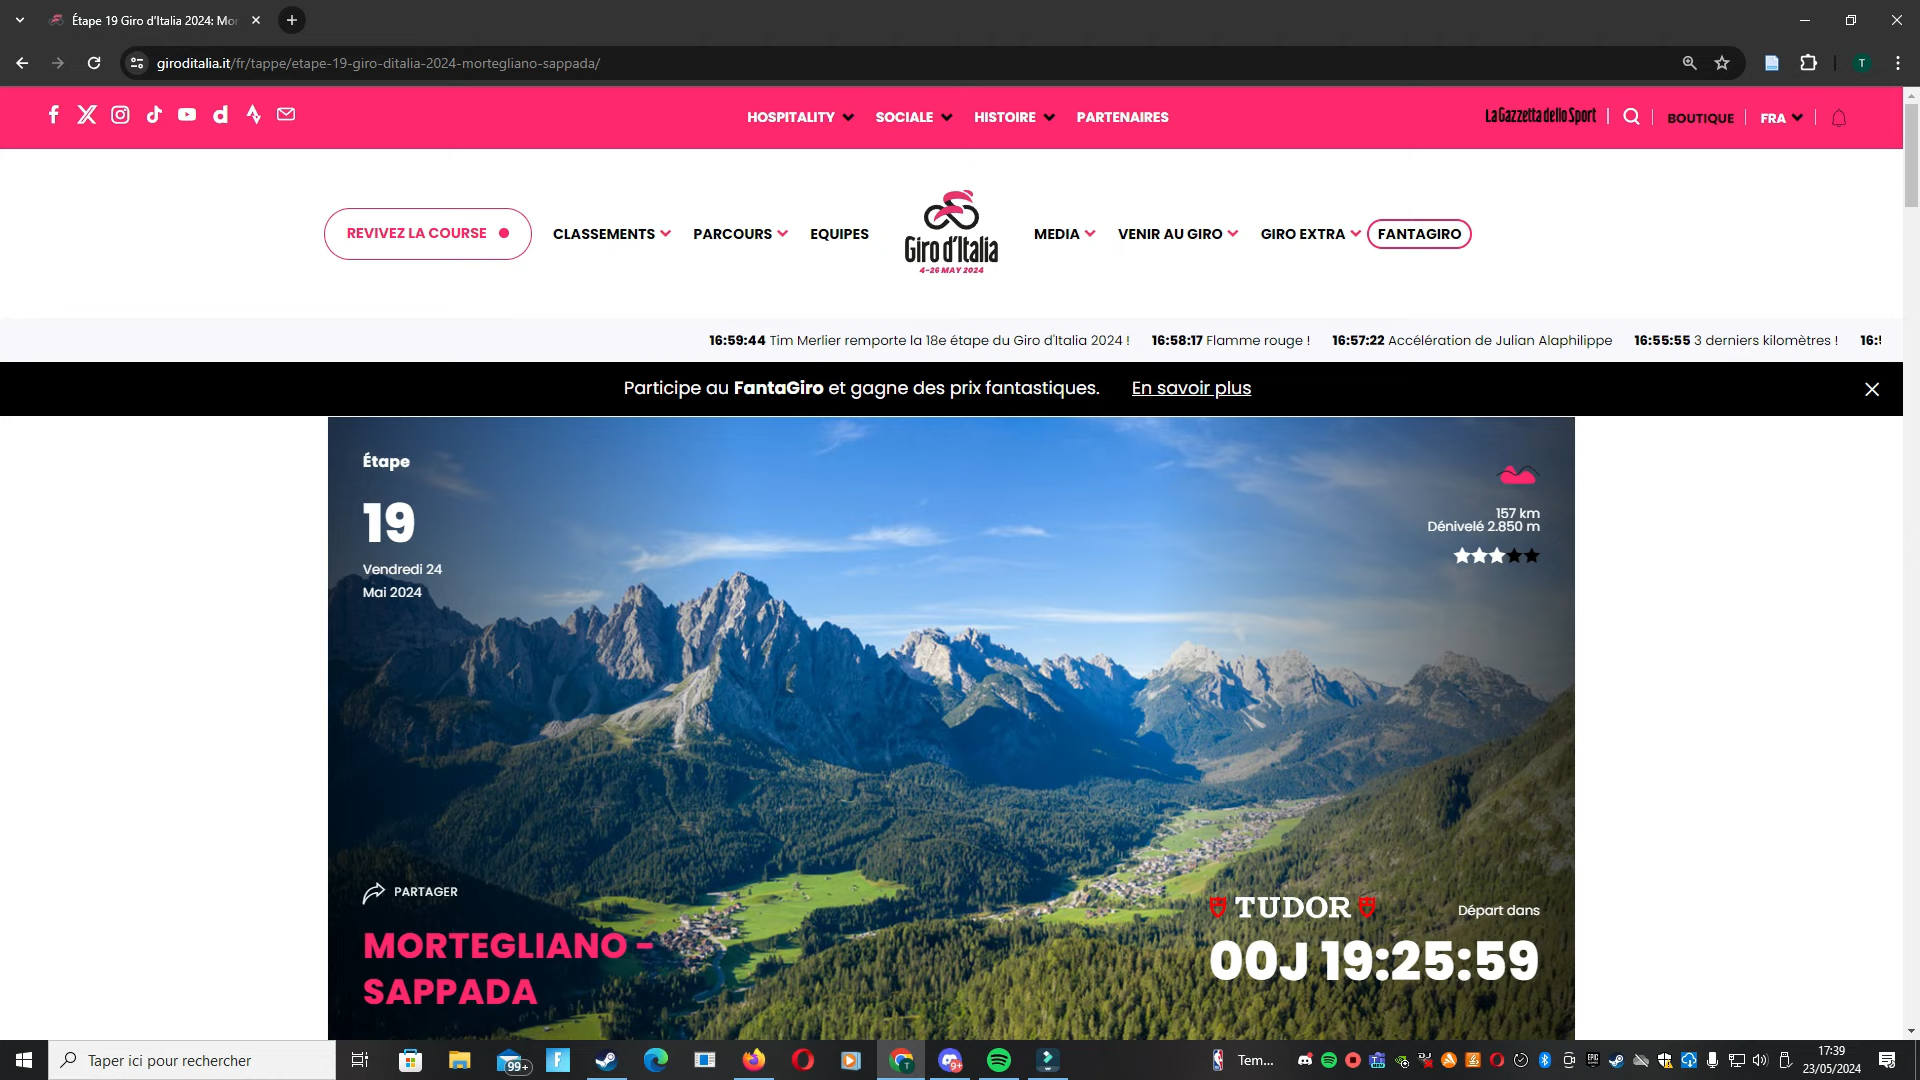 Étape 19 Giro d'Italia 2024: Mor
giroditalia.it/fr/tappe/etape-19-giro-ditalia-2024-mortegliano-sappada/
T
HOSPITALITY SOCIALE HISTOIRE PARTENAIRES
La Gazzetta dello Sport BOUTIQUE FRA
REVIVEZ LA COURSE CLASSEMENTS PARCOURS EQUIPES
Giro d'Italia
4-26 MAY 2024
MEDIA VENIR AU GIRO GIRO EXTRA FANTAGIRO
16:59:44 Tim Merlier remporte la 18e étape du Giro d'Italia 2024 ! 16:58:17 Flamme rouge ! 16:57:22 Accélération de Julian Alaphilippe 16:55:55 3 derniers kilomètres !
Participe au FantaGiro et gagne des prix fantastiques. En savoir plus
Étape
19
Vendredi 24
Mai 2024
157 km
Dénivelé 2.850 m
PARTAGER
MORTEGLIANO -
SAPPADA
TUDOR
Départ dans
00J 19:25:59
Taper ici pour rechercher
99+
9+
Tem...
17:39
23/05/2024